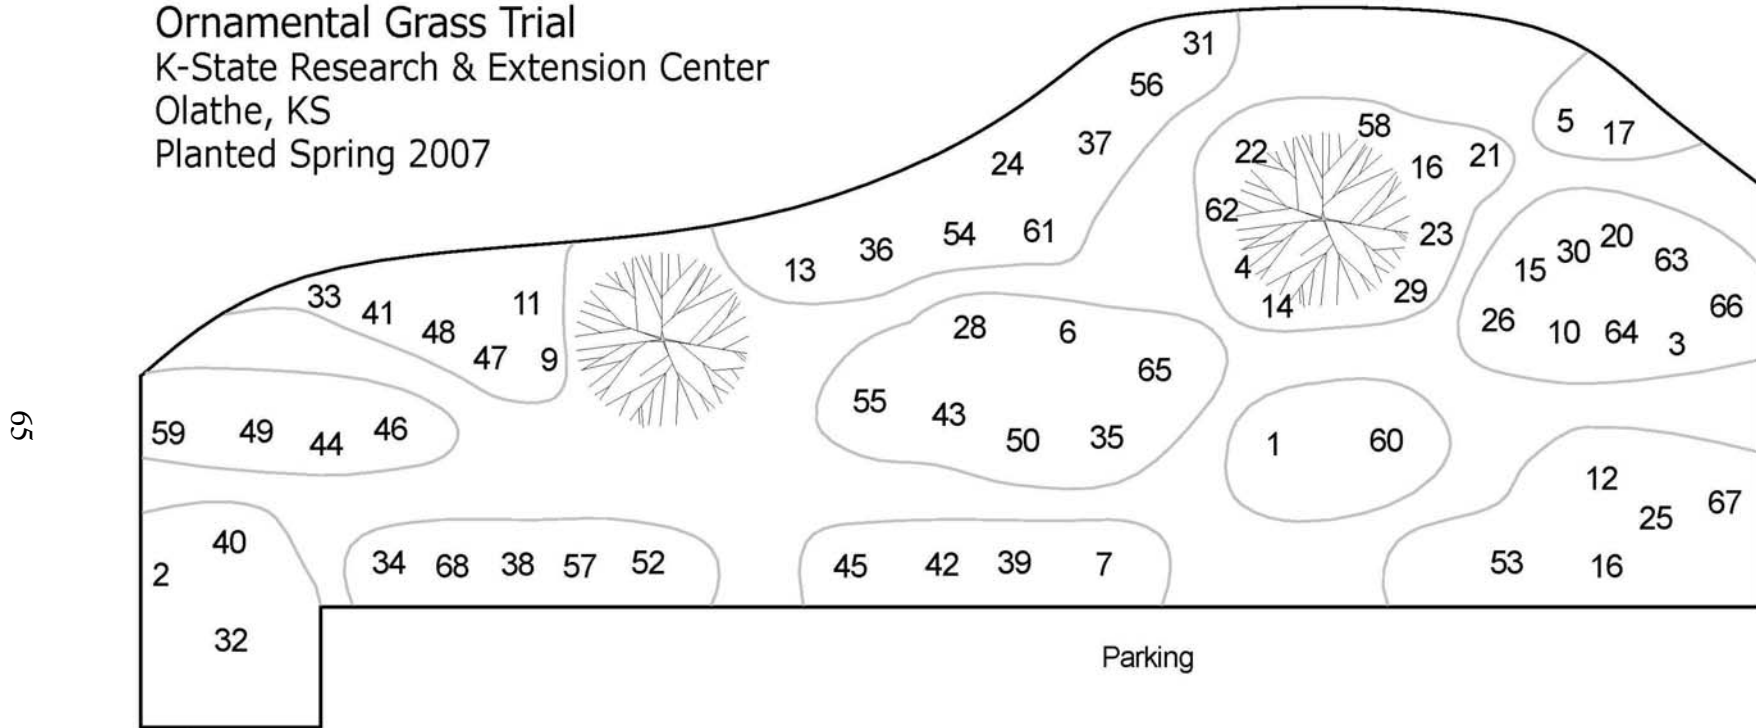 Ornamental Grass Trial
K-State Research & Extension Center
Olathe, KS
Planted Spring 2007
31
56
58
5 17
37
22 16 21
24
62
36 54 61 23
20
30 63
13 15
4
33 11 29
41 14 66
48 28 6 26 10 64 3
47 9
65
55
43
59 49 44 46 50 35 1 60
65
12
25 67
40
2 34 68 38 57 52 45 42 39 7 53 16
32
Parking